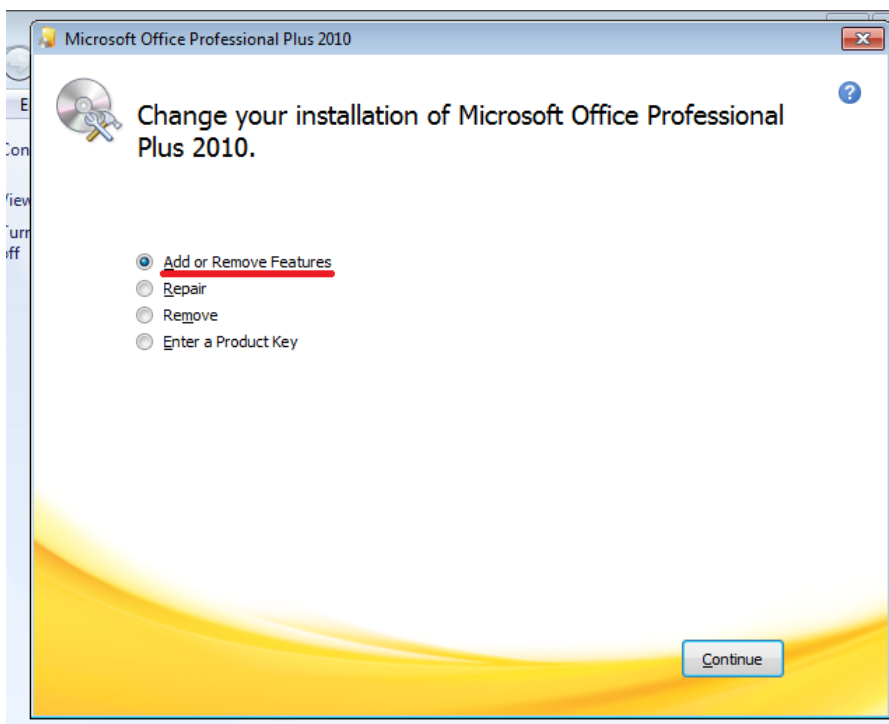 Microsoft Office Professional Plus 2010
Change your installation of Microsoft Office Professional
Plus 2010.
Add or Remove Features
Repair
Remove
Enter a Product Key
Continue